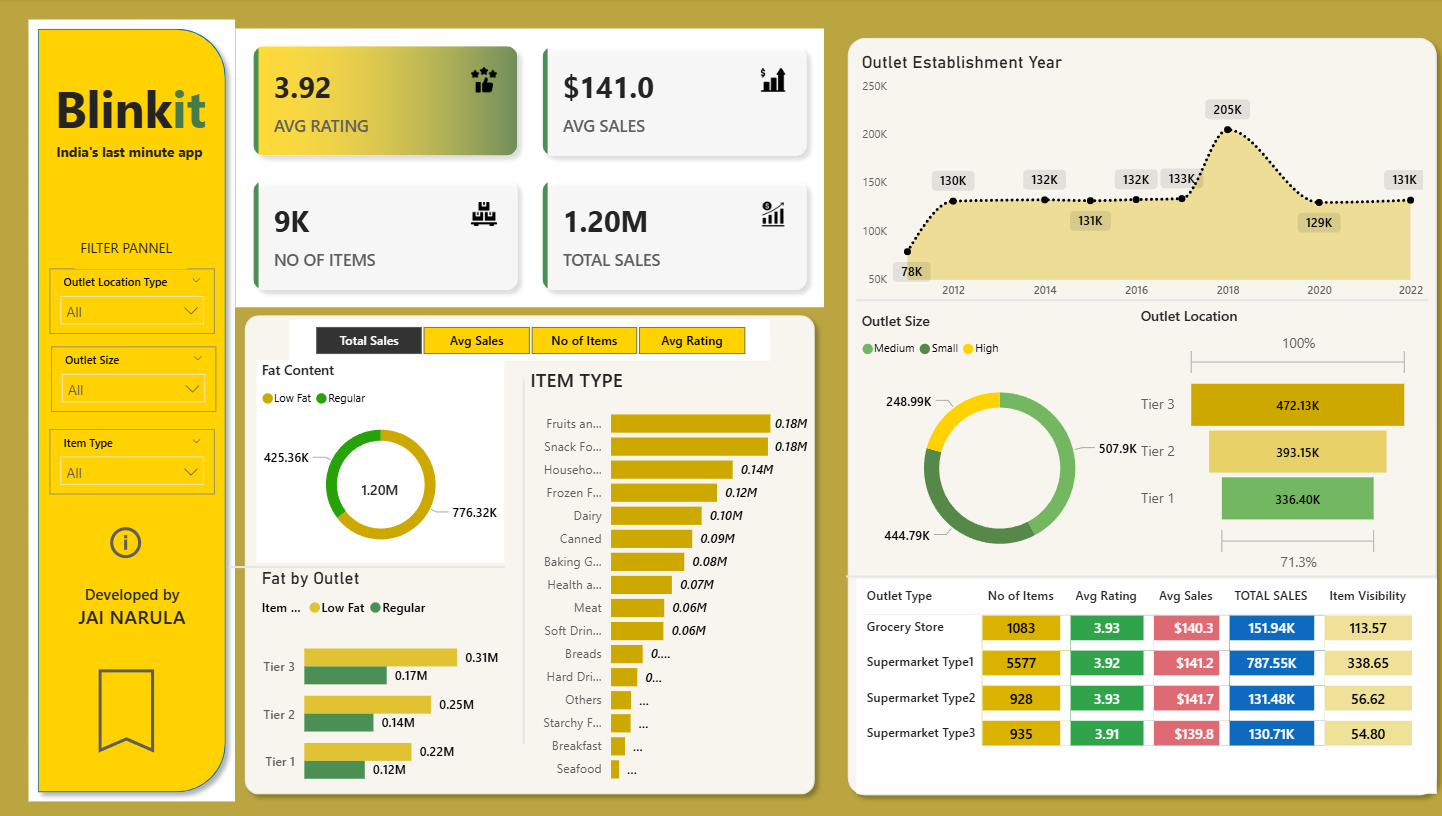 Blinkit
India's last minute app
FILTER PANNEL
Outlet Location Type
All
Outlet Size
All
Item Type
All
Developed by
JAI NARULA
3.92
AVG RATING
$141.0
AVG SALES
9K
NO OF ITEMS
1.20M
TOTAL SALES
Total Sales Avg Sales No of Items Avg Rating
Fat Content
Low Fat Regular
425.36K
1.20M
776.32K
Fat by Outlet
Item ... Low Fat Regular
Tier 3 0.31M
0.17M
Tier 2 0.25M
0.14M
Tier 1 0.22M
0.12M
ITEM TYPE
Fruits an... 0.18M
Snack Fo... 0.18M
Househo... 0.14M
Frozen F... 0.12M
Dairy 0.10M
Canned 0.09M
Baking G... 0.08M
Health a... 0.07M
Meat 0.06M
Soft Drin... 0.06M
Breads 0....
Hard Dri... 0...
Others ...
Starchy F... ...
Breakfast ...
Seafood ...
Outlet Establishment Year
250K
200K
150K
100K
50K
78K 130K 132K 131K 132K 133K 205K 129K 131K
2012 2014 2016 2018 2020 2022
Outlet Size
Medium Small High
248.99K
507.9K
444.79K
Outlet Location
100%
Tier 3 472.13K
Tier 2 393.15K
Tier 1 336.40K
71.3%
Outlet Type No of Items Avg Rating Avg Sales TOTAL SALES Item Visibility
Grocery Store 1083 3.93 $140.3 151.94K 113.57
Supermarket Type1 5577 3.92 $141.2 787.55K 338.65
Supermarket Type2 928 3.93 $141.7 131.48K 56.62
Supermarket Type3 935 3.91 $139.8 130.71K 54.80